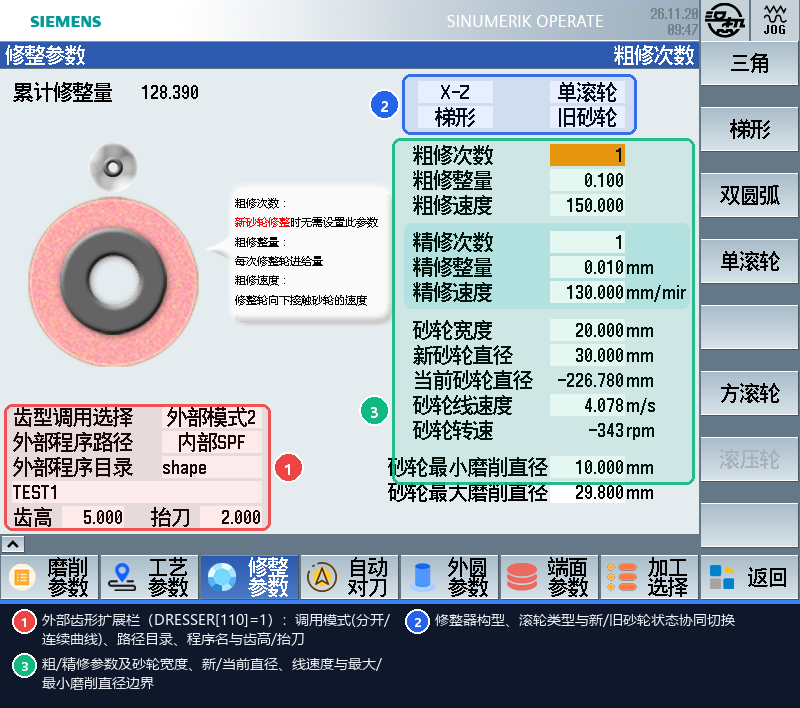 SIEMENS
SINUMERIK OPERATE
26.11.20
09:47
JOG
修整参数
粗修次数
累计修整量 128.390
2
X-Z 单滚轮
梯形 旧砂轮
粗修次数 1
粗修整量 0.100
粗修速度 150.000
精修次数 1
精修整量 0.010 mm
精修速度 130.000 mm/mir
砂轮宽度 20.000 mm
新砂轮直径 30.000 mm
当前砂轮直径 -226.780 mm
砂轮线速度 4.078 m/s
砂轮转速 -343 rpm
砂轮最小磨削直径 10.000 mm
砂轮最大磨削直径 29.800 mm
3
粗修次数：
新砂轮修整时无需设置此参数
粗修整量：
每次修整轮进给量
粗修速度：
修整轮向下接触砂轮的速度
齿型调用选择 外部模式2
外部程序路径 内部SPF
外部程序目录 shape
TEST1
齿高 5.000 抬刀 2.000
1
三角
梯形
双圆弧
单滚轮
方滚轮
滚压轮
磨削参数
工艺参数
修整参数
自动对刀
外圆参数
端面参数
加工选择
返回
1 外部齿形扩展栏（DRESSER[110]=1）：调用模式(分开/
连续曲线)、路径目录、程序名与齿高/抬刀
2 修整器构型、滚轮类型与新/旧砂轮状态协同切换
3 粗/精修参数及砂轮宽度、新/当前直径、线速度与最大/
最小磨削直径边界